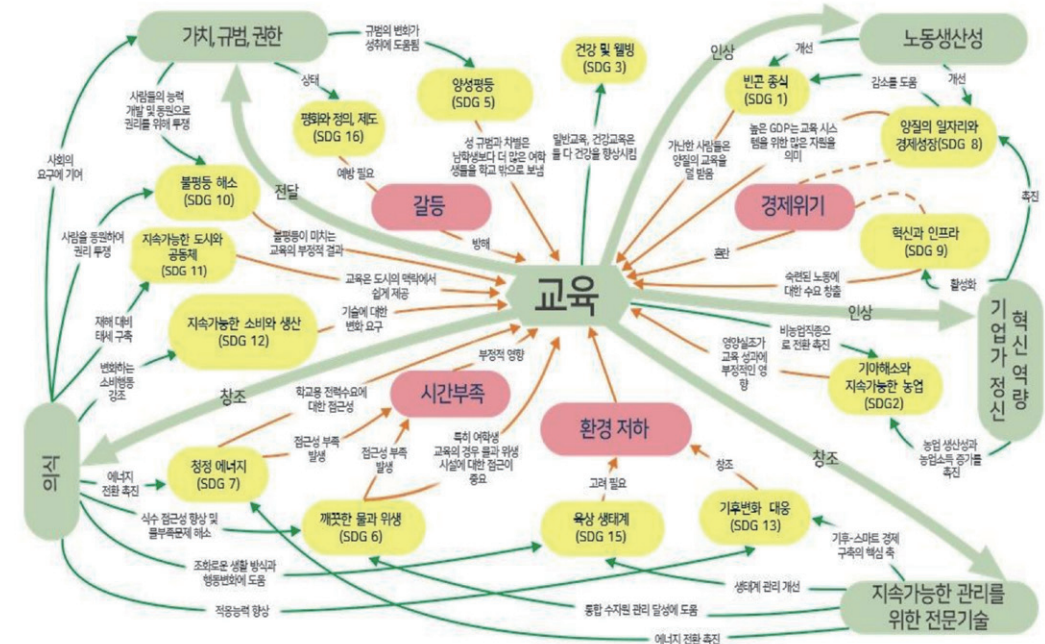 가치, 규범, 권한
규범의 변화가
성취에 도움됨
건강 및 웰빙
(SDG 3)
인상
개선
노동생산성
사람들의 능력
개발 및 동원으로
권리를 위해 투쟁
상태
양성평등
(SDG 5)
빈곤 종식
(SDG 1)
감소를 도움
개선
평화와 정의, 제도
(SDG 16)
성 규범과 차별은
남학생보다 더 많은 여학
생들을 학교 밖으로 보냄
일반교육, 건강교육은
둘 다 건강을 향상시킴
가난한 사람들은
양질의 교육을
덜 받음
높은 GDP는 교육 시스
템을 위한 많은 자원을
의미
양질의 일자리와
경제성장(SDG 8)
사회의
요구에 기여
예방 필요
불평등 해소
(SDG 10)
전달
갈등
경제위기
촉진
사람을 동원하여
권리 투쟁
지속가능한 도시와
공동체
(SDG 11)
불평등이 미치는
교육의 부정적 결과
방해
혼란
혁신과 인프라
(SDG 9)
교육은 도시의 맥락에서
쉽게 제공
교육
숙련된 노동에
대한 수요 창출
활성화
재해 대비
태세 구축
지속가능한 소비와 생산
(SDG 12)
기술에 대한
변화 요구
인상
혁신 역량
기업가 정신
변화하는
소비행동
강조
부정적 영향
영양실조가
교육 성과에
부정적인 영
향
비농업직종으
로 전환 촉진
기아해소와
지속가능한 농업
(SDG2)
창조
학교용 전력수요에
대한 접근성
시간부족
환경 저하
의식
접근성 부족
발생
접근성 부족
발생
특히 여학생
교육의 경우 물과 위생
시설에 대한 접근이
중요
창조
농업 생산성과
농업소득 증가를
촉진
에너지
전환 촉진
청정 에너지
(SDG 7)
고려 필요
창조
식수 접근성 향상 및
물부족문제 해소
깨끗한 물과 위생
(SDG 6)
육상 생태계
(SDG 15)
기후변화 대응
(SDG 13)
기후-스마트 경제
구축의 핵심 축
조화로운 생활 방식과
행동변화에 도움
생태계 관리 개선
적응능력 향상
통합 수자원 관리 달성에 도움
지속가능한 관리를
위한 전문기술
에너지 전환 촉진